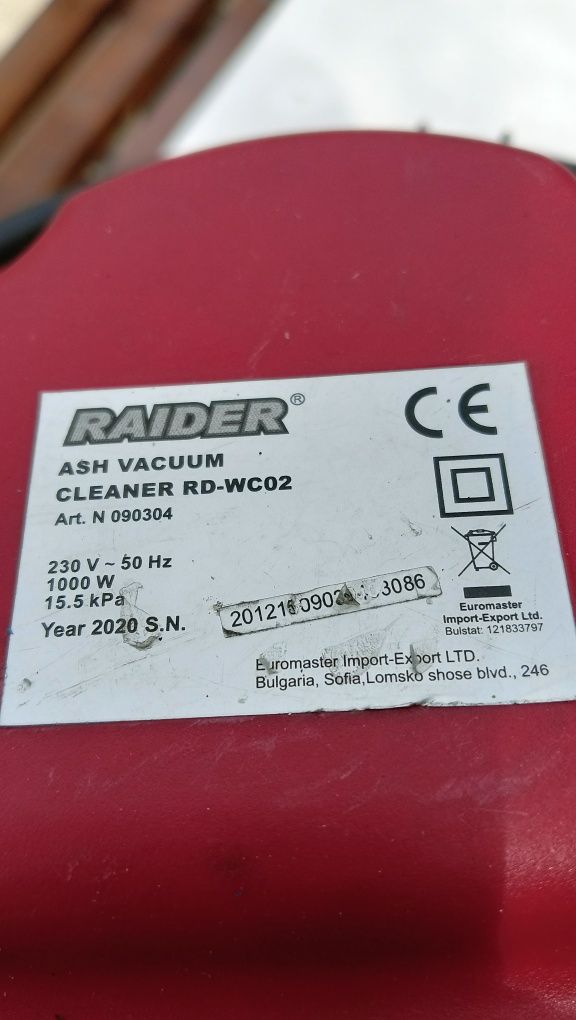 RAIDER®
CE
ASH VACUUM
CLEANER RD-WC02
Art. N 090304
230 V ~ 50 Hz
1000 W
15.5 kPa
Year 2020 S.N.
Euromaster
Import-Export Ltd.
Bulstat: 121833797
Euromaster Import-Export LTD.
Bulgaria, Sofia,Lomsko shose blvd., 246